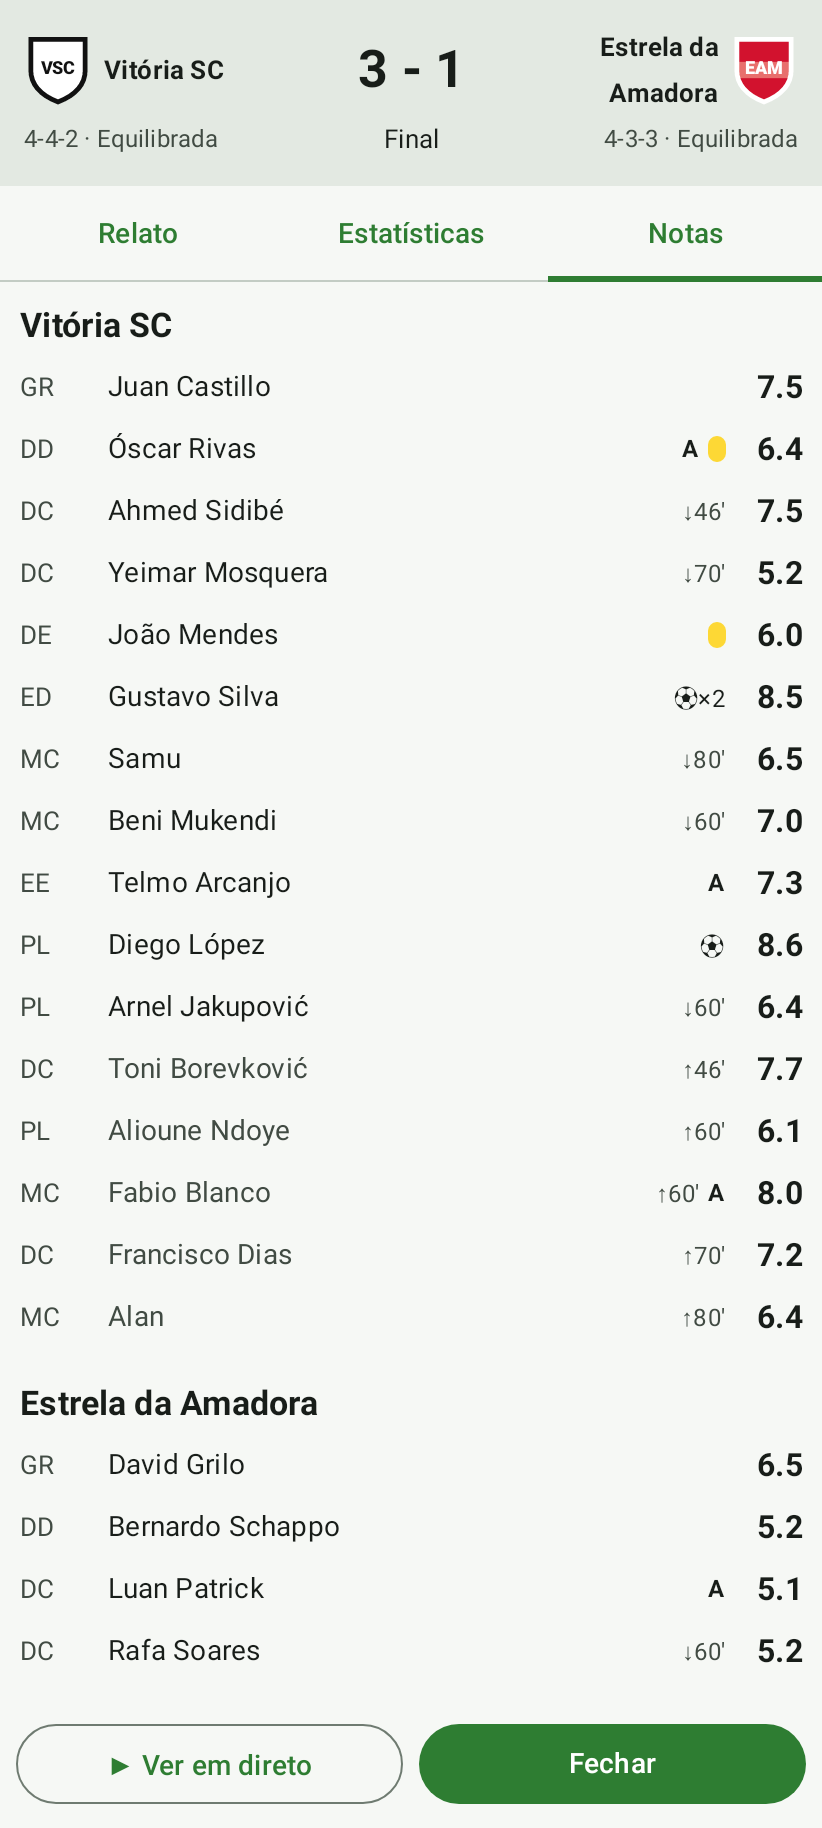 VSC Vitória SC 3 - 1 Estrela da Amadora EAM
4-4-2 · Equilibrada Final 4-3-3 · Equilibrada
Relato Estatísticas Notas
Vitória SC
GR Juan Castillo 7.5
DD Óscar Rivas A 6.4
DC Ahmed Sidibé ↓46' 7.5
DC Yeimar Mosquera ↓70' 5.2
DE João Mendes 6.0
ED Gustavo Silva ⚽×2 8.5
MC Samu ↓80' 6.5
MC Beni Mukendi ↓60' 7.0
EE Telmo Arcanjo A 7.3
PL Diego López ⚽ 8.6
PL Arnel Jakupović ↓60' 6.4
DC Toni Borevković ↑46' 7.7
PL Alioune Ndoye ↑60' 6.1
MC Fabio Blanco ↑60' A 8.0
DC Francisco Dias ↑70' 7.2
MC Alan ↑80' 6.4
Estrela da Amadora
GR David Grilo 6.5
DD Bernardo Schappo 5.2
DC Luan Patrick A 5.1
DC Rafa Soares ↓60' 5.2
► Ver em direto Fechar